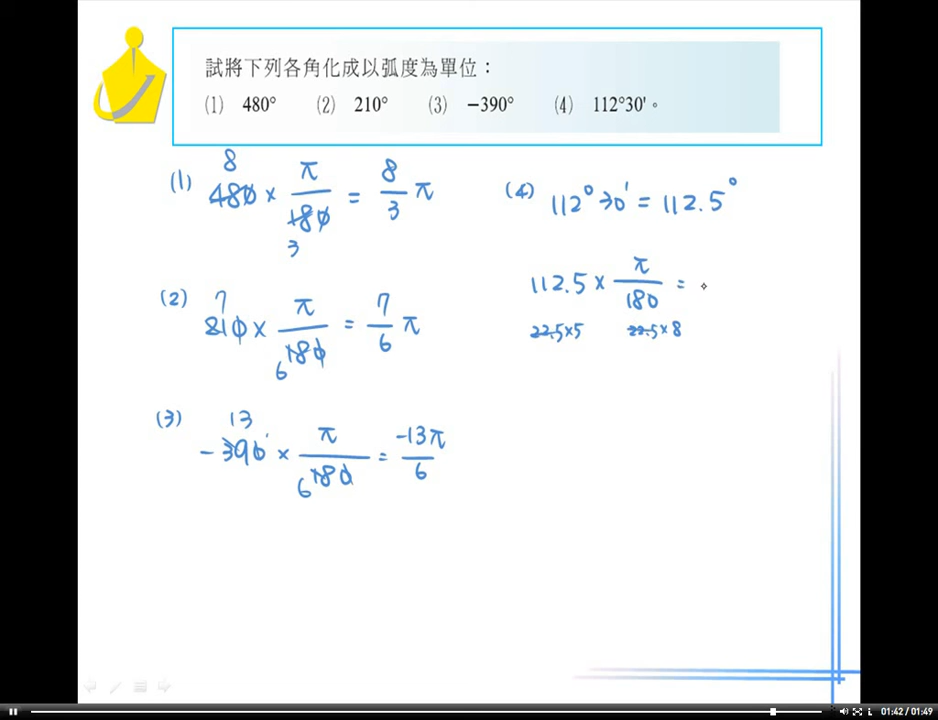 試將下列各角化成以弧度為單位：
(1) 480° (2) 210° (3) −390° (4) 112°30'。
(1) 480 × π/180 = 8/3 π
8
3
(2) 210 × π/180 = 7/6 π
7
6
(3) -390 × π/180 = -13π/6
13
6
(4) 112°30' = 112.5°
112.5 × π/180 =
22.5×5 22.5×8
01:42 / 01:49